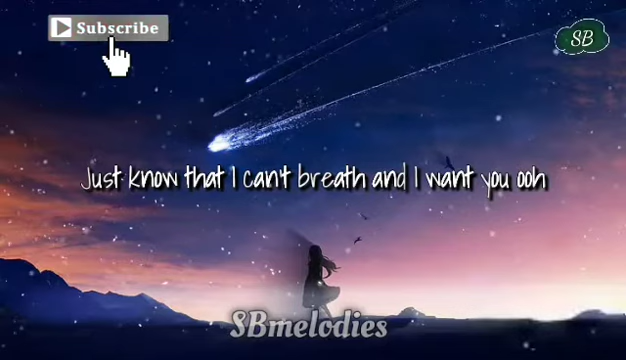 Subscribe
SB
Just know that I can't breath and I want you ooh
SBmelodies